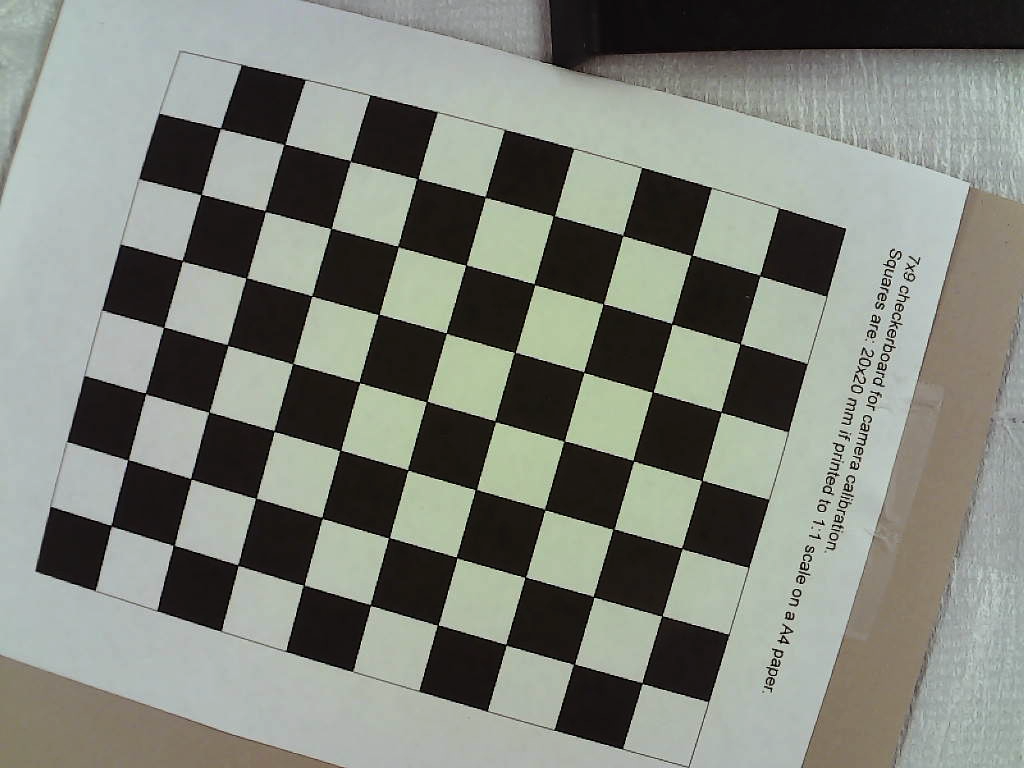 7x9 checkerboard for camera calibration.
Squares are: 20x20 mm if printed to 1:1 scale on a A4 paper.